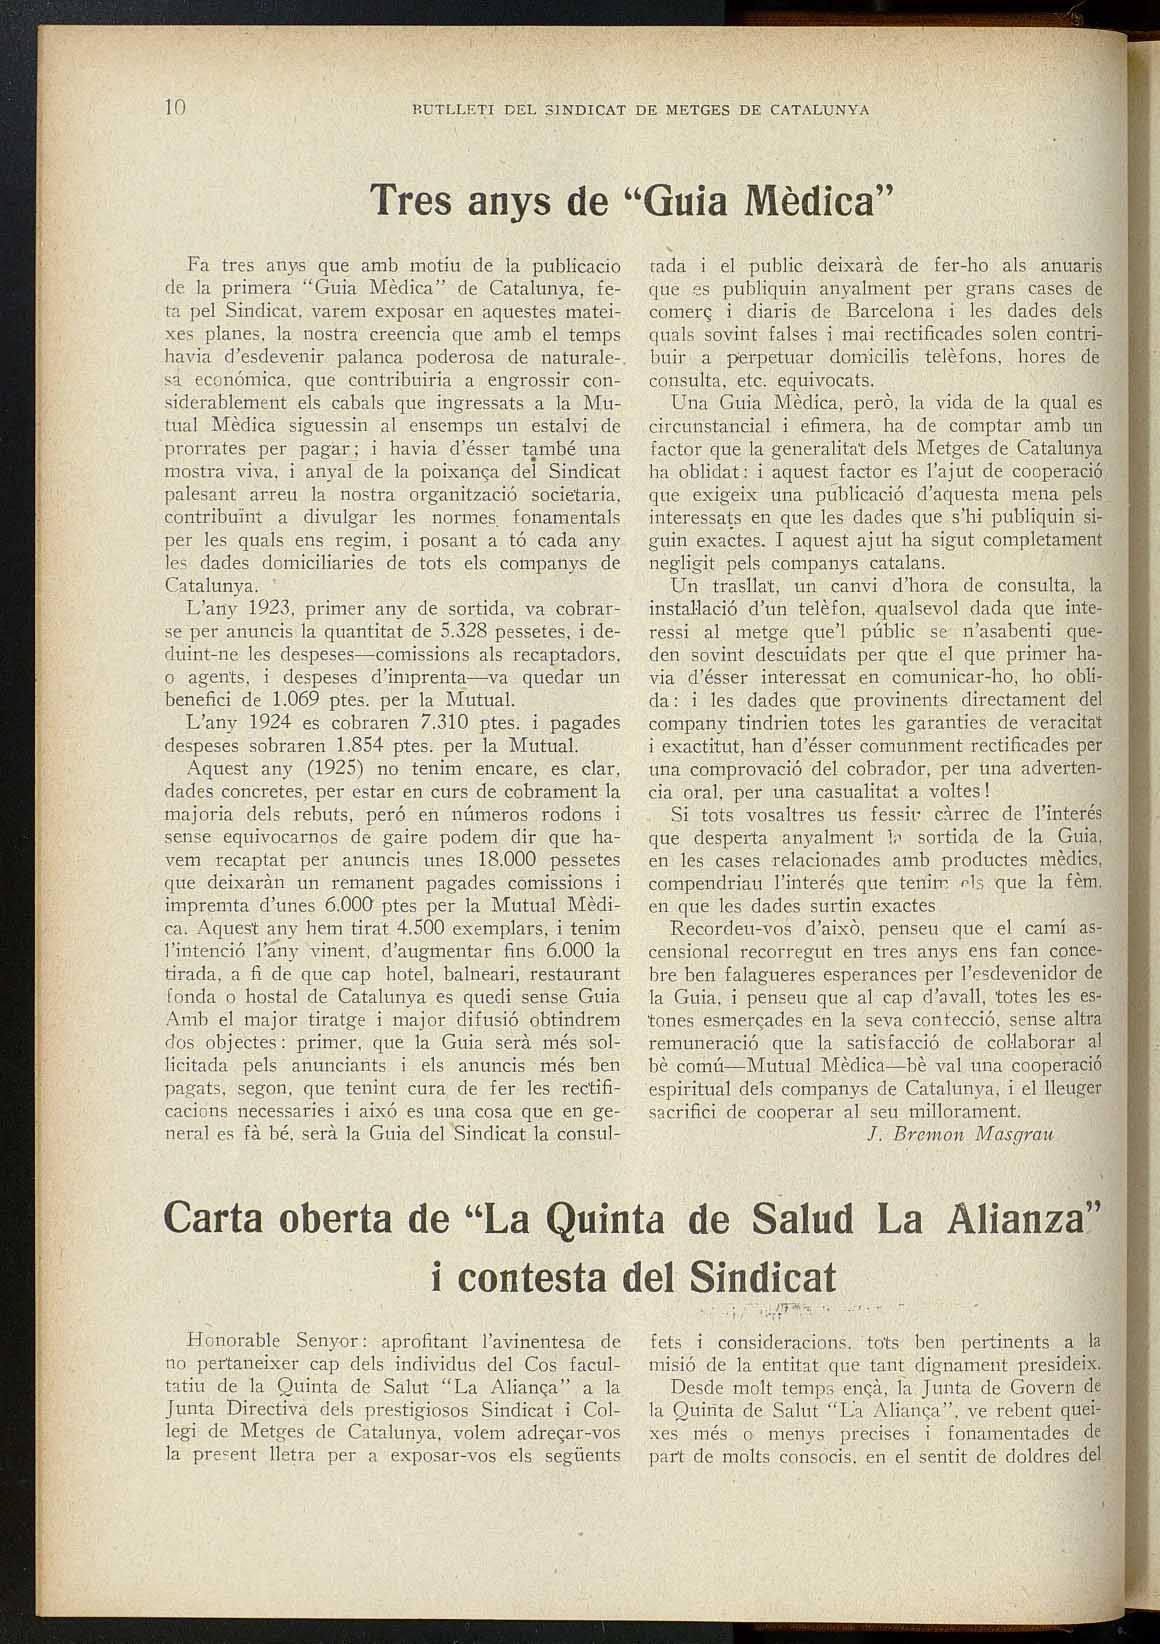 10
BUTLLETI DEL SINDICAT DE METGES DE CATALUNYA
Tres anys de “Guia Mèdica”
Fa tres anys que amb motiu de la publicacio
de la primera “Guia Mèdica” de Catalunya, fe-
ta pel Sindicat, varem exposar en aquestes matei-
xes planes, la nostra creencia que amb el temps
havia d'esdevenir palanca poderosa de naturale-
sa económica, que contribuiria a engrossir con-
siderablement els cabals que ingressats a la Mu-
tual Mèdica siguessin al ensemps un estalvi de
prorrates per pagar; i havia d'ésser també una
mostra viva, i anyal de la poixança del Sindicat
palesant arreu la nostra organització societaria,
contribuïnt a divulgar les normes fonamentals
per les quals ens regim, i posant a tó cada any
les dades domiciliaries de tots els companys de
Catalunya.
L'any 1923, primer any de sortida, va cobrar-
se per anuncis la quantitat de 5.328 pessetes, i de-
duint-ne les despeses—comissions als recaptadors,
o agents, i despeses d'imprenta—va quedar un
benefici de 1.069 ptes. per la Mutual.
L'any 1924 es cobraren 7.310 ptes. i pagades
despeses sobraren 1.854 ptes. per la Mutual.
Aquest any (1925) no tenim encare, es clar,
dades concretes, per estar en curs de cobrament la
majoria dels rebuts, peró en números rodons i
sense equivocarnos de gaire podem dir que ha-
vem recaptat per anuncis unes 18.000 pessetes
que deixaràn un remanent pagades comissions i
impremta d'unes 6.000 ptes per la Mutual Mèdi-
ca. Aquest any hem tirat 4.500 exemplars, i tenim
l'intenció l'any vinent, d'augmentar fins 6.000 la
tirada, a fi de que cap hotel, balneari, restaurant
fonda o hostal de Catalunya es quedi sense Guia
Amb el major tiratge i major difusió obtindrem
dos objectes: primer, que la Guia serà més sol-
licitada pels anunciants i els anuncis més ben
pagats, segon, que tenint cura de fer les rectifi-
cacions necessaries i aixó es una cosa que en ge-
neral es fà bé, serà la Guia del Sindicat la consul-
tada i el public deixarà de fer-ho als anuaris
que es publiquin anyalment per grans cases de
comerç i diaris de Barcelona i les dades dels
quals sovint falses i mai rectificades solen contri-
buir a perpetuar domicilis telèfons, hores de
consulta, etc. equivocats.
Una Guia Mèdica, però, la vida de la qual es
circunstancial i efimera, ha de comptar amb un
factor que la generalitat dels Metges de Catalunya
ha oblidat: i aquest factor es l'ajut de cooperació
que exigeix una publicació d'aquesta mena pels
interessats en que les dades que s'hi publiquin si-
guin exactes. I aquest ajut ha sigut completament
negligit pels companys catalans.
Un trasllat, un canvi d'hora de consulta, la
instaŀlació d'un telèfon, qualsevol dada que inte-
ressi al metge que'l públic se n'asabenti que-
den sovint descuidats per que el que primer ha-
via d'ésser interessat en comunicar-ho, ho obli-
da: i les dades que provinents directament del
company tindrien totes les garanties de veracitat
i exactitut, han d'ésser comunment rectificades per
una comprovació del cobrador, per una adverten-
cia oral, per una casualitat a voltes!
Si tots vosaltres us fessiu càrrec de l'interés
que desperta anyalment la sortida de la Guia,
en les cases relacionades amb productes mèdics,
compendriau l'interés que tenim els que la fèm.
en que les dades surtin exactes
Recordeu-vos d'això, penseu que el camí as-
censional recorregut en tres anys ens fan conce-
bre ben falagueres esperances per l'esdevenidor de
la Guia, i penseu que al cap d'avall, totes les es-
tones esmerçades en la seva confecció, sense altra
remuneració que la satisfacció de coŀlaborar al
bè comú—Mutual Mèdica—bè val una cooperació
espiritual dels companys de Catalunya, i el lleuger
sacrifici de cooperar al seu millorament.
J. Bremon Masgrau
Carta oberta de “La Quinta de Salud La Alianza”
i contesta del Sindicat
Honorable Senyor: aprofitant l'avinentesa de
no pertaneixer cap dels individus del Cos facul-
tatiu de la Quinta de Salut “La Aliança” a la
Junta Directiva dels prestigiosos Sindicat i Col-
legi de Metges de Catalunya, volem adreçar-vos
la present lletra per a exposar-vos els següents
fets i consideracions, tots ben pertinents a la
misió de la entitat que tant dignament presideix.
Desde molt temps ençà, la Junta de Govern de
la Quinta de Salut “La Aliança”, ve rebent quei-
xes més o menys precises i fonamentades de
part de molts consocis, en el sentit de doldres del